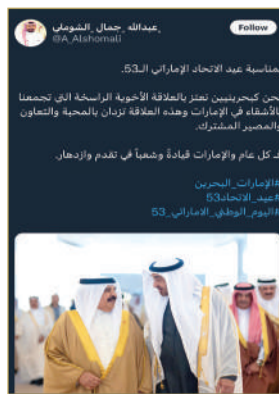 عبدالله_جمال_الشوملي
@A_Alshomali
Follow
بمناسبة عيد الاتحاد الإماراتي الـ53.
نحن كبحرينيين نعتز بالعلاقة الأخوية الراسخة التي تجمعنا
بالأشقاء في الإمارات وهذه العلاقة تزدان بالمحبة والتعاون
والمصير المشترك.
كل عام والإمارات قيادةً وشعباً في تقدم وازدهار.
#الإمارات_البحرين
#عيد_الاتحاد53
#اليوم_الوطني_الاماراتي_53